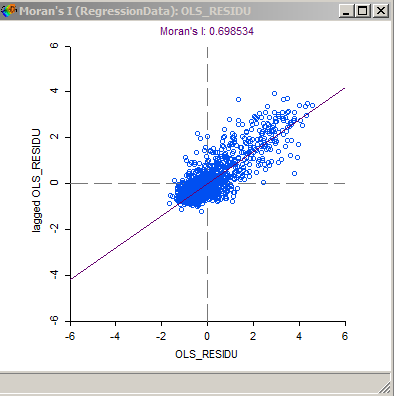 Moran's I (RegressionData): OLS_RESIDU
Moran's I: 0.698534
6
4
2
0
-2
-4
-6
lagged OLS_RESIDU
-6 -4 -2 0 2 4 6
OLS_RESIDU